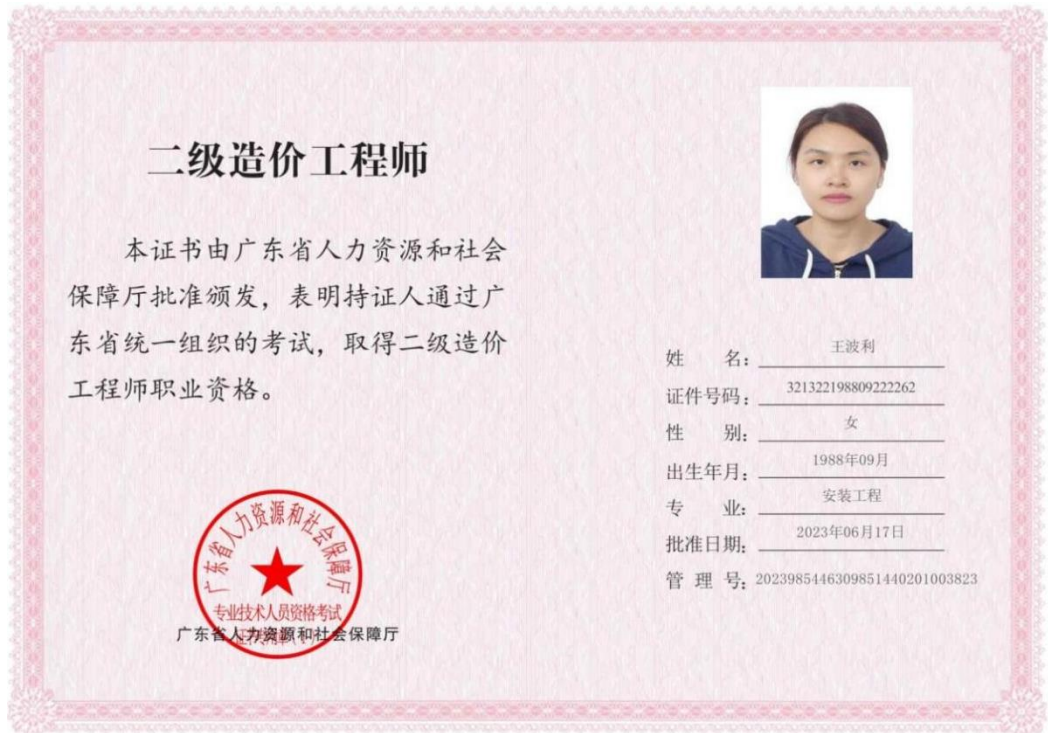 二级造价工程师
本证书由广东省人力资源和社会
保障厅批准颁发，表明持证人通过广
东省统一组织的考试，取得二级造价
工程师职业资格。
广东省人力资源和社会保障厅
专业技术人员资格考试
广东省人力资源和社会保障厅
姓 名：王波利
证件号码：321322198809222262
性 别：女
出生年月：1988年09月
专 业：安装工程
批准日期：2023年06月17日
管 理 号：20239854463098514402010038​23